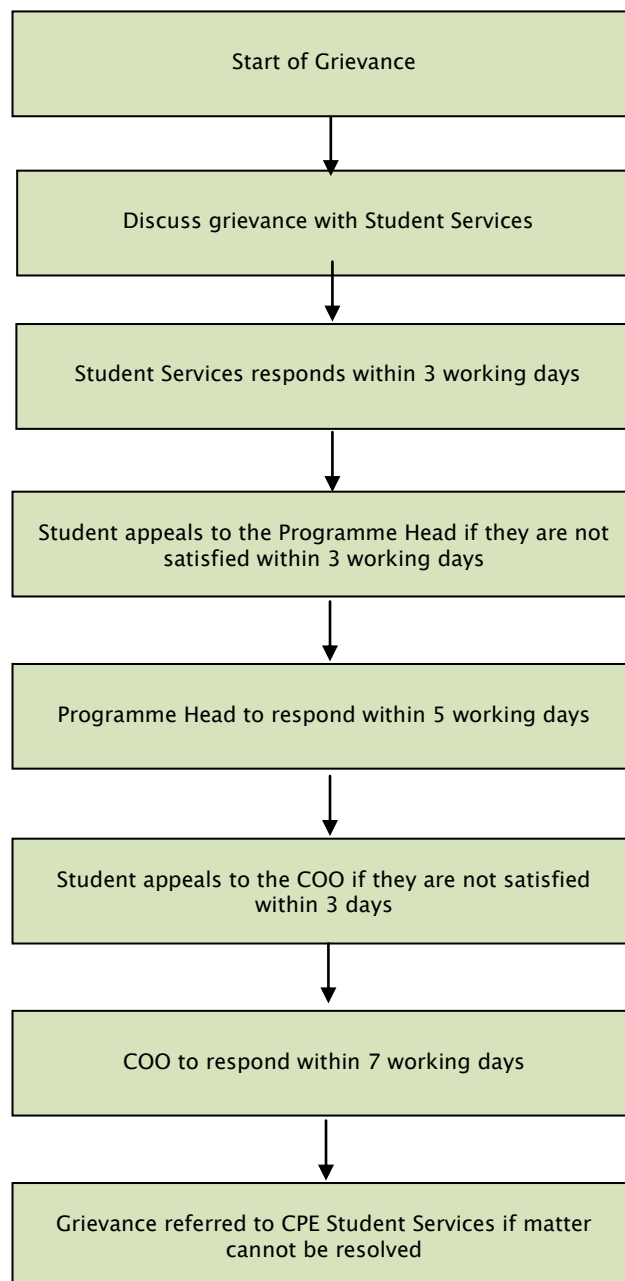 Start of Grievance
Discuss grievance with Student Services
Student Services responds within 3 working days
Student appeals to the Programme Head if they are not
satisfied within 3 working days
Programme Head to respond within 5 working days
Student appeals to the COO if they are not satisfied
within 3 days
COO to respond within 7 working days
Grievance referred to CPE Student Services if matter
cannot be resolved